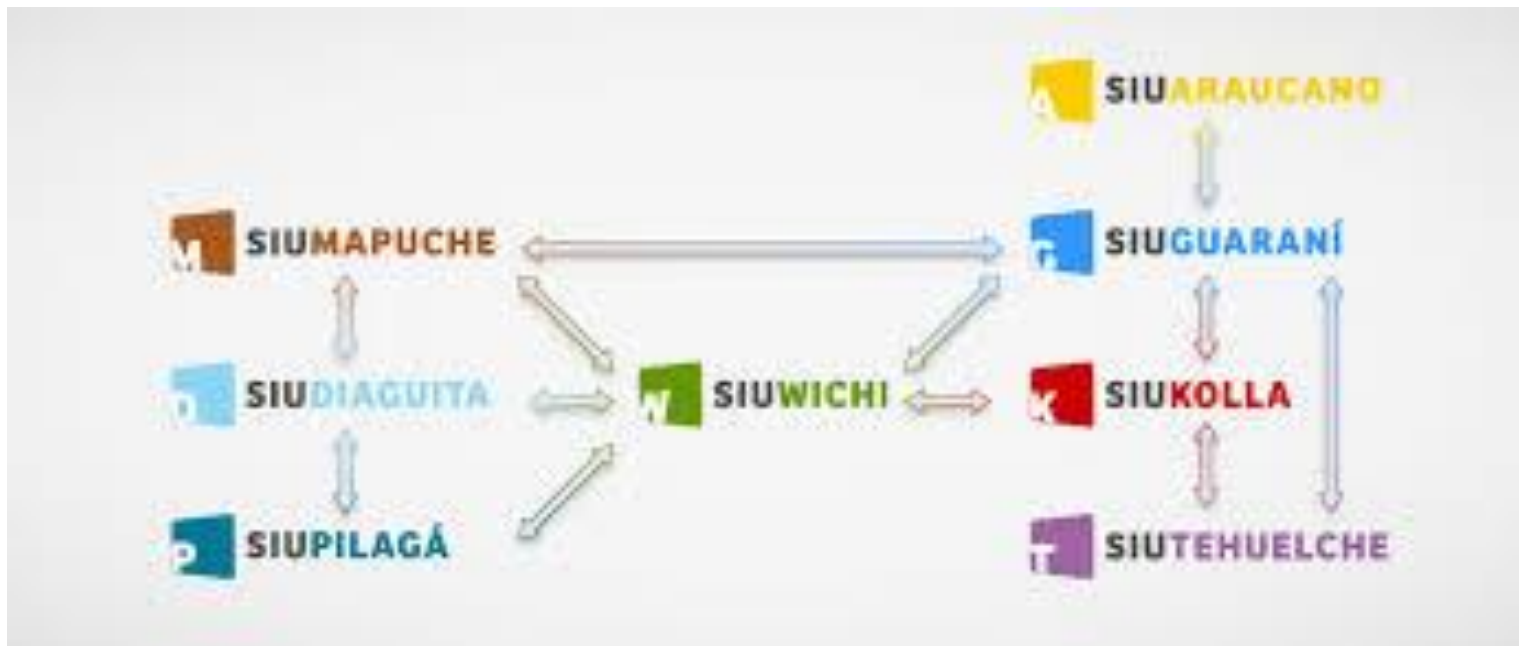 A SIUARAUCANO
M SIUMAPUCHE
G SIUGUARANÍ
D SIUDIAGUITA
W SIUWICHI
K SIUKOLLA
P SIUPILAGÁ
T SIUTEHUELCHE